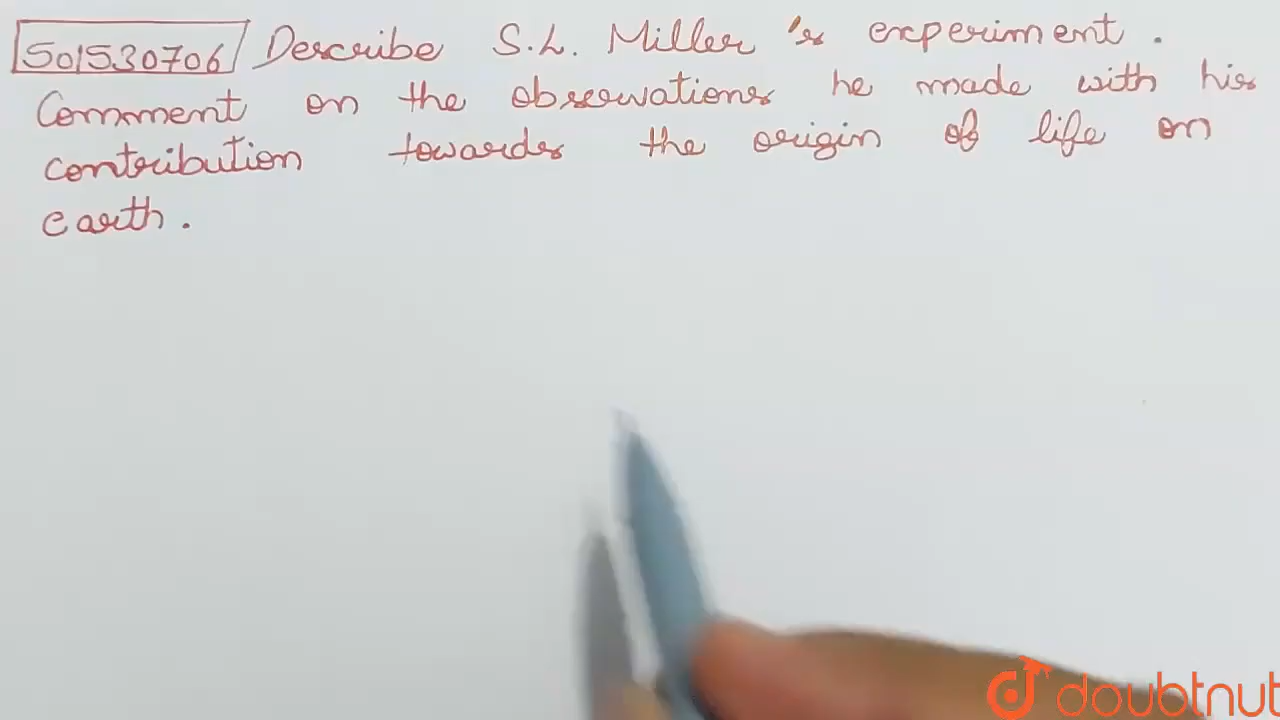 501530706 Describe S.L. Miller's experiment.
Comment on the observations he made with his
contribution towards the origin of life on
earth.
doubtnut